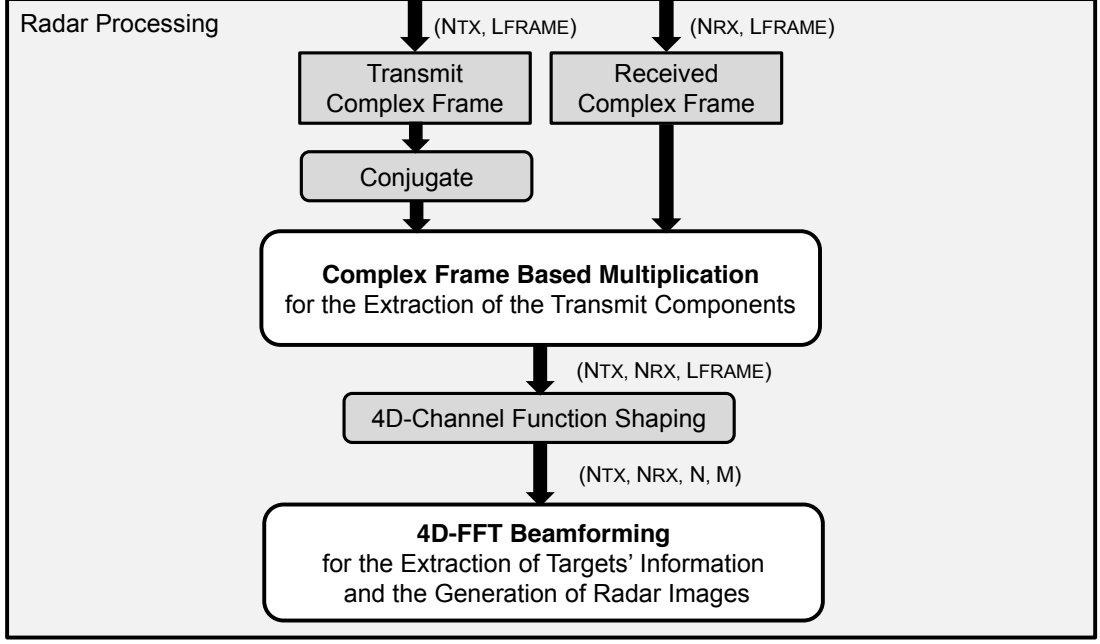 Radar Processing
(NTX, LFRAME)
(NRX, LFRAME)
Transmit
Complex Frame
Received
Complex Frame
Conjugate
Complex Frame Based Multiplication
for the Extraction of the Transmit Components
(NTX, NRX, LFRAME)
4D-Channel Function Shaping
(NTX, NRX, N, M)
4D-FFT Beamforming
for the Extraction of Targets’ Information
and the Generation of Radar Images